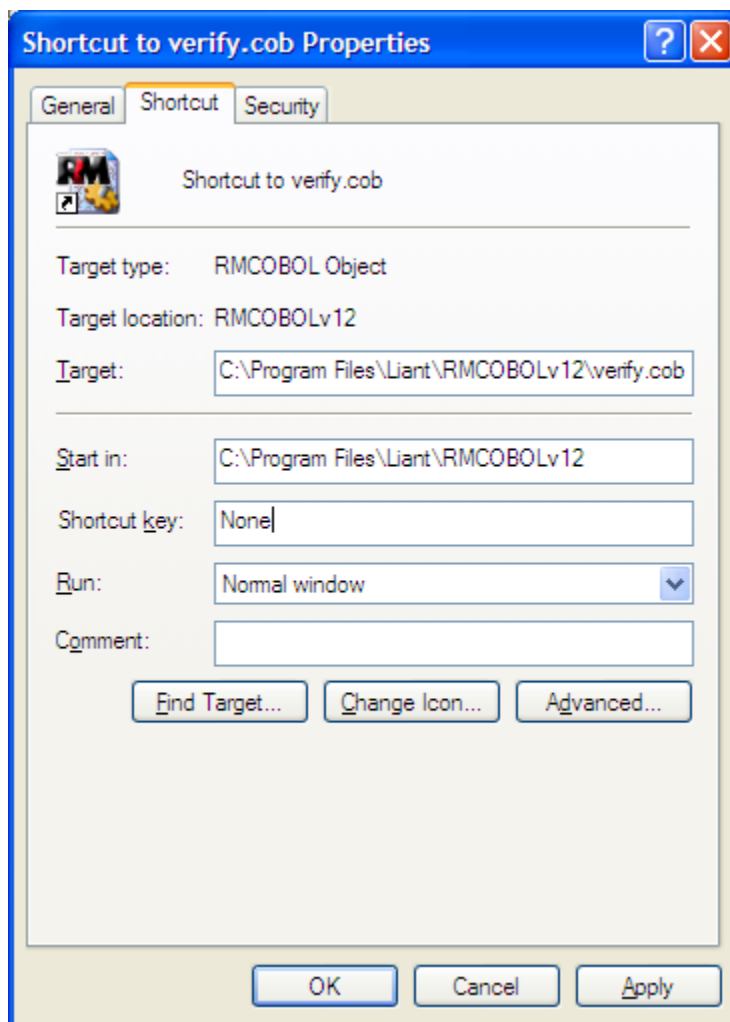 Shortcut to verify.cob Properties
General Shortcut Security
RM
Shortcut to verify.cob
Target type: RMCOBOL Object
Target location: RMCOBOLv12
Target: C:\Program Files\Liant\RMCOBOLv12\verify.cob
Start in: C:\Program Files\Liant\RMCOBOLv12
Shortcut key: None
Run: Normal window
Comment:
Find Target... Change Icon... Advanced...
OK Cancel Apply